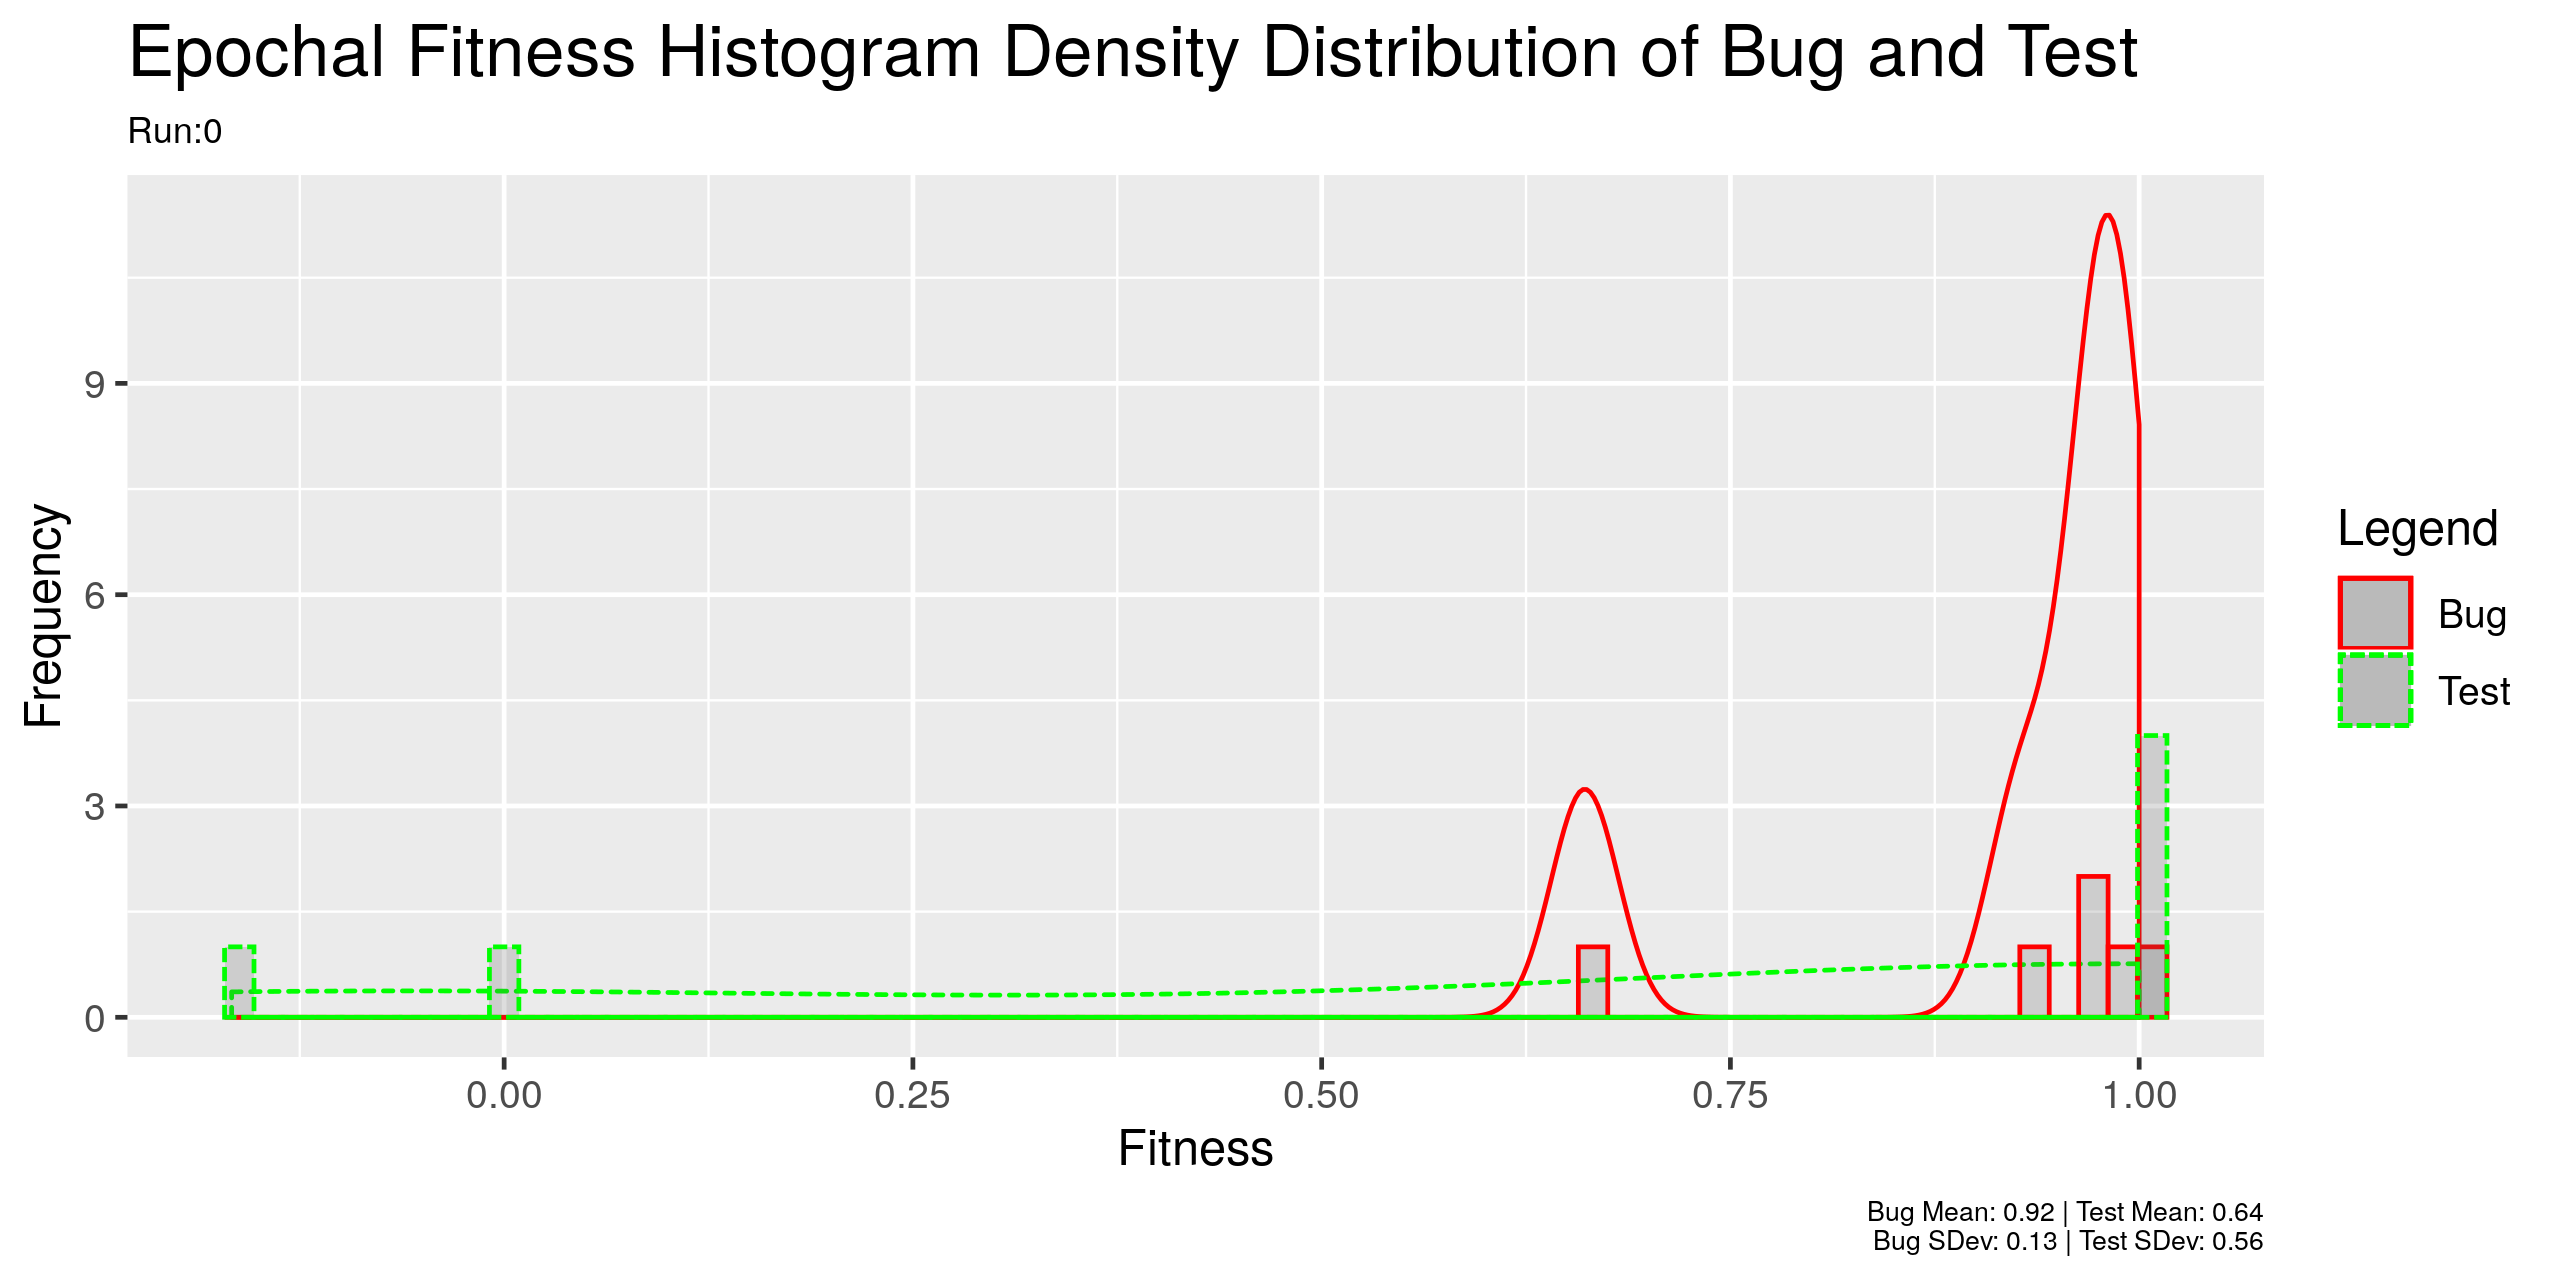 Epochal Fitness Histogram Density Distribution of Bug and Test
Run:0
9
6
3
0
Frequency
0.00
0.25
0.50
0.75
1.00
Fitness
Legend
Bug
Test
Bug Mean: 0.92 | Test Mean: 0.64
Bug SDev: 0.13 | Test SDev: 0.56